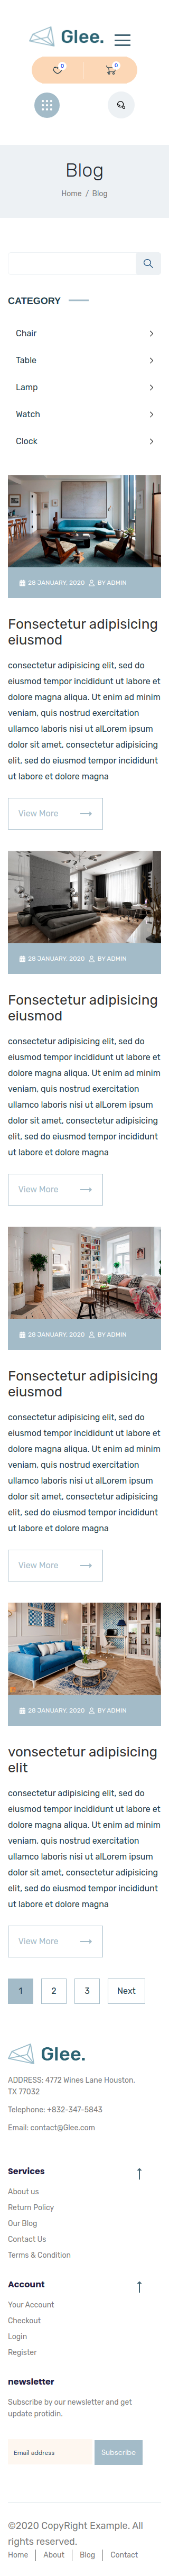 Glee.
0
0
Blog
Home / Blog
CATEGORY
Chair
Table
Lamp
Watch
Clock
28 JANUARY, 2020 BY ADMIN
Fonsectetur adipisicing
eiusmod
consectetur adipisicing elit, sed do
eiusmod tempor incididunt ut labore et
dolore magna aliqua. Ut enim ad minim
veniam, quis nostrud exercitation
ullamco laboris nisi ut alLorem ipsum
dolor sit amet, consectetur adipisicing
elit, sed do eiusmod tempor incididunt
ut labore et dolore magna
View More
28 JANUARY, 2020 BY ADMIN
Fonsectetur adipisicing
eiusmod
consectetur adipisicing elit, sed do
eiusmod tempor incididunt ut labore et
dolore magna aliqua. Ut enim ad minim
veniam, quis nostrud exercitation
ullamco laboris nisi ut alLorem ipsum
dolor sit amet, consectetur adipisicing
elit, sed do eiusmod tempor incididunt
ut labore et dolore magna
View More
28 JANUARY, 2020 BY ADMIN
Fonsectetur adipisicing
eiusmod
consectetur adipisicing elit, sed do
eiusmod tempor incididunt ut labore et
dolore magna aliqua. Ut enim ad minim
veniam, quis nostrud exercitation
ullamco laboris nisi ut alLorem ipsum
dolor sit amet, consectetur adipisicing
elit, sed do eiusmod tempor incididunt
ut labore et dolore magna
View More
28 JANUARY, 2020 BY ADMIN
vonsectetur adipisicing
elit
consectetur adipisicing elit, sed do
eiusmod tempor incididunt ut labore et
dolore magna aliqua. Ut enim ad minim
veniam, quis nostrud exercitation
ullamco laboris nisi ut alLorem ipsum
dolor sit amet, consectetur adipisicing
elit, sed do eiusmod tempor incididunt
ut labore et dolore magna
View More
1 2 3 Next
Glee.
ADDRESS: 4772 Wines Lane Houston,
TX 77032
Telephone: +832-347-5843
Email: contact@Glee.com
Services
About us
Return Policy
Our Blog
Contact Us
Terms & Condition
Account
Your Account
Checkout
Login
Register
newsletter
Subscribe by our newsletter and get
update protidin.
Email address
Subscribe
©2020 CopyRight Example. All
rights reserved.
Home About Blog Contact